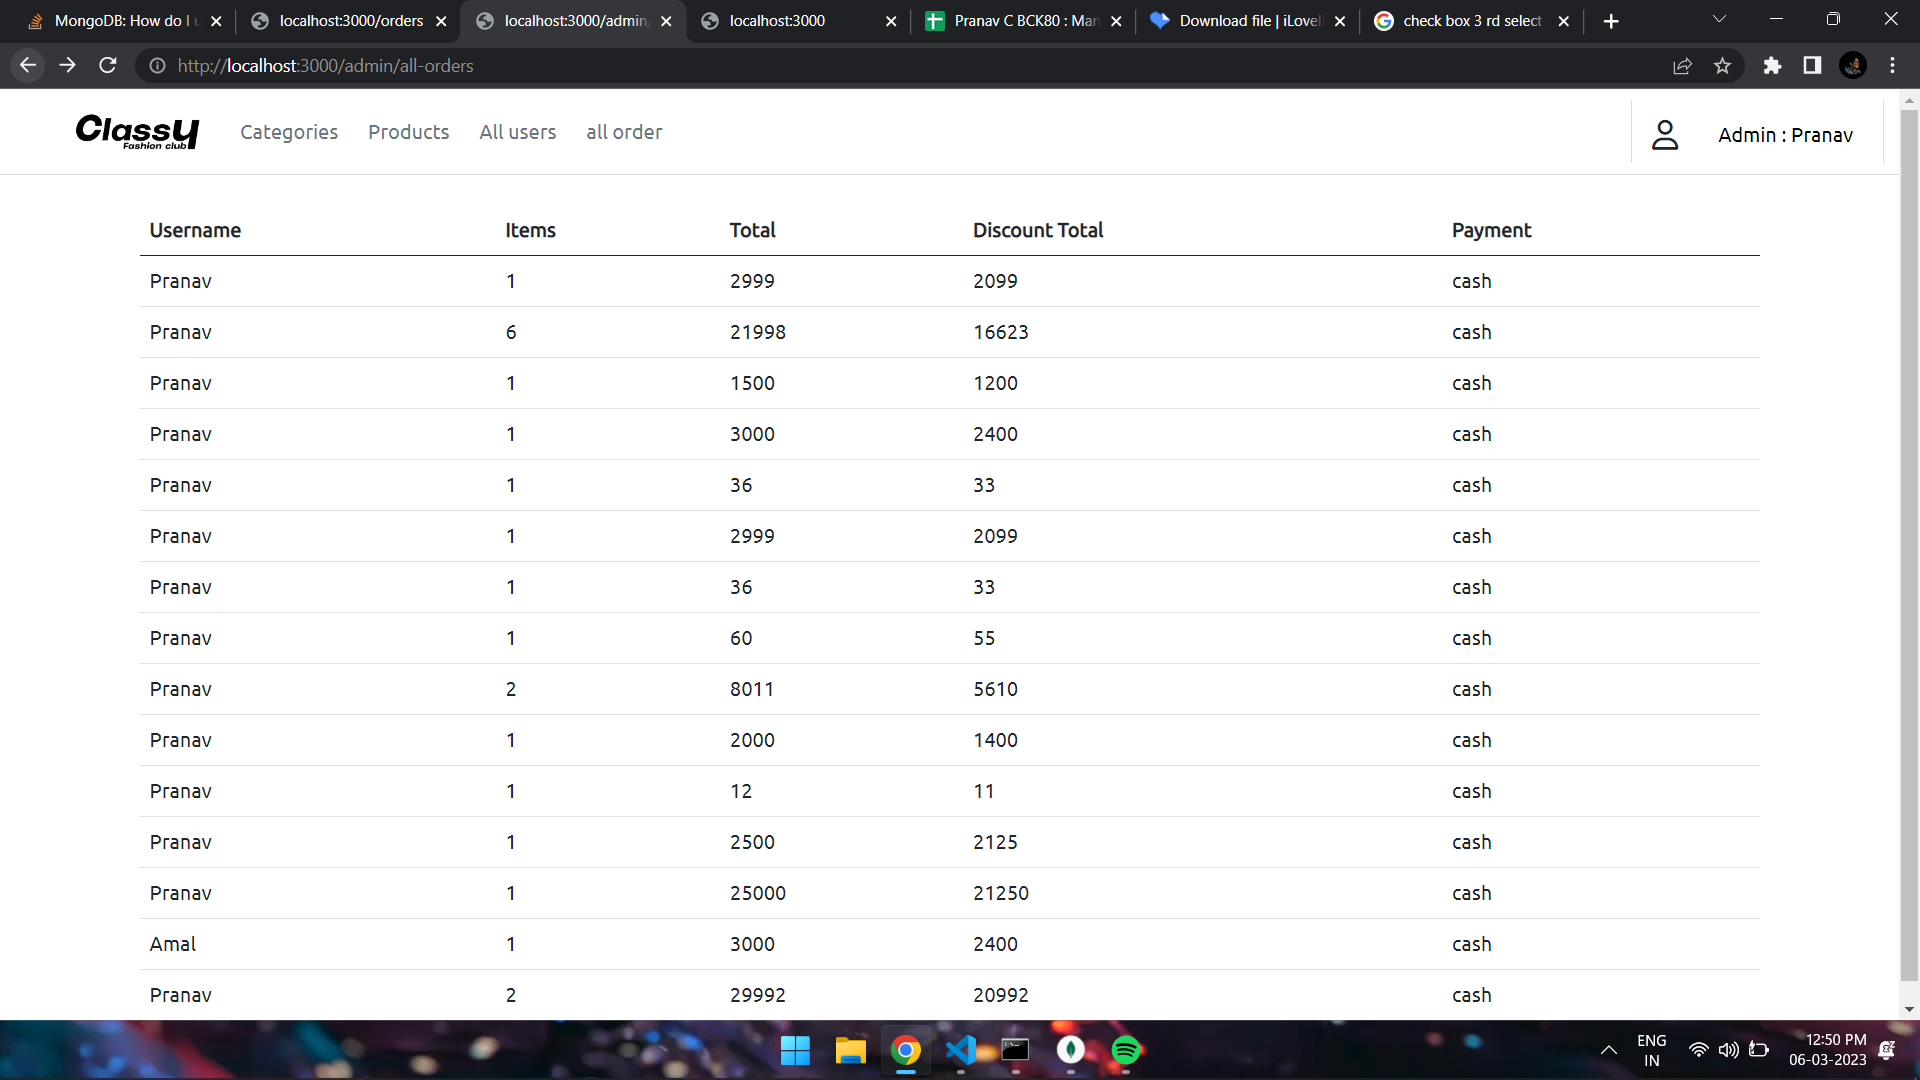 MongoDB: How do I u
localhost:3000/orders
localhost:3000/admin/
localhost:3000
Pranav C BCK80 : Man
Download file | iLovel
check box 3 rd select
http://localhost:3000/admin/all-orders
Classy
Fashion club
Categories Products All users all order
Admin : Pranav
Username Items Total Discount Total Payment
Pranav 1 2999 2099 cash
Pranav 6 21998 16623 cash
Pranav 1 1500 1200 cash
Pranav 1 3000 2400 cash
Pranav 1 36 33 cash
Pranav 1 2999 2099 cash
Pranav 1 36 33 cash
Pranav 1 60 55 cash
Pranav 2 8011 5610 cash
Pranav 1 2000 1400 cash
Pranav 1 12 11 cash
Pranav 1 2500 2125 cash
Pranav 1 25000 21250 cash
Amal 1 3000 2400 cash
Pranav 2 29992 20992 cash
ENG
IN
12:50 PM
06-03-2023